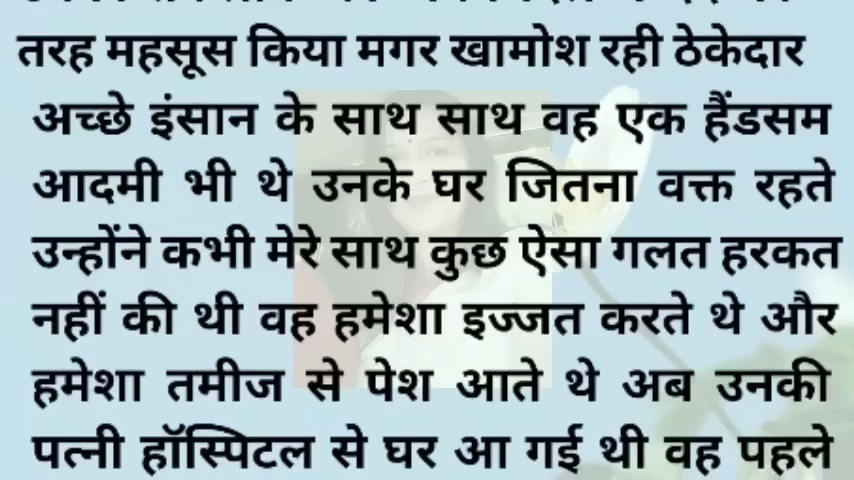 तरह महसूस किया मगर खामोश रही ठेकेदार
अच्छे इंसान के साथ साथ वह एक हैंडसम
आदमी भी थे उनके घर जितना वक्त रहते
उन्होंने कभी मेरे साथ कुछ ऐसा गलत हरकत
नहीं की थी वह हमेशा इज्जत करते थे और
हमेशा तमीज से पेश आते थे अब उनकी
पत्नी हॉस्पिटल से घर आ गई थी वह पहले